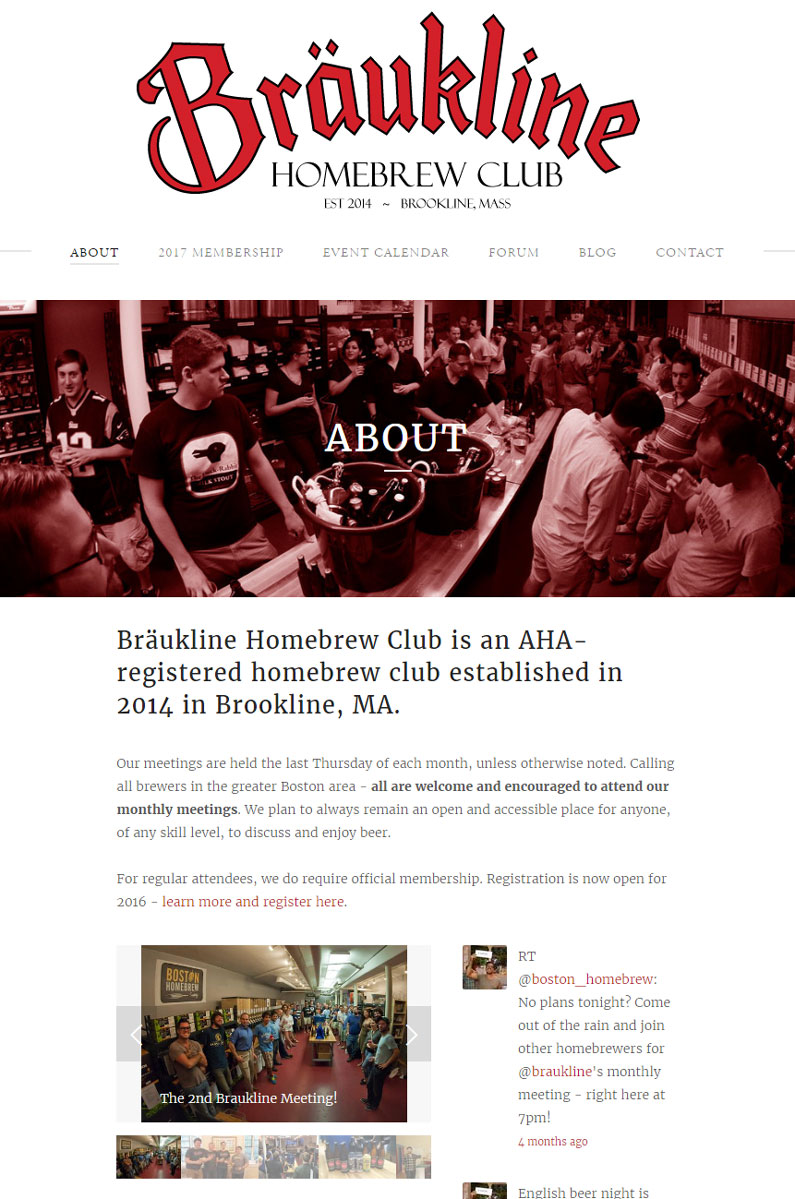 Bräukline
HOMEBREW CLUB
EST 2014 ~ BROOKLINE, MASS
ABOUT 2017 MEMBERSHIP EVENT CALENDAR FORUM BLOG CONTACT
12
MILK STOUT
ABOUT
Bräukline Homebrew Club is an AHA-
registered homebrew club established in
2014 in Brookline, MA.
Our meetings are held the last Thursday of each month, unless otherwise noted. Calling
all brewers in the greater Boston area - all are welcome and encouraged to attend our
monthly meetings. We plan to always remain an open and accessible place for anyone,
of any skill level, to discuss and enjoy beer.
For regular attendees, we do require official membership. Registration is now open for
2016 - learn more and register here.
BOSTON
HOMEBREW
The 2nd Braukline Meeting!
RT
@boston_homebrew:
No plans tonight? Come
out of the rain and join
other homebrewers for
@braukline's monthly
meeting - right here at
7pm!
4 months ago
English beer night is